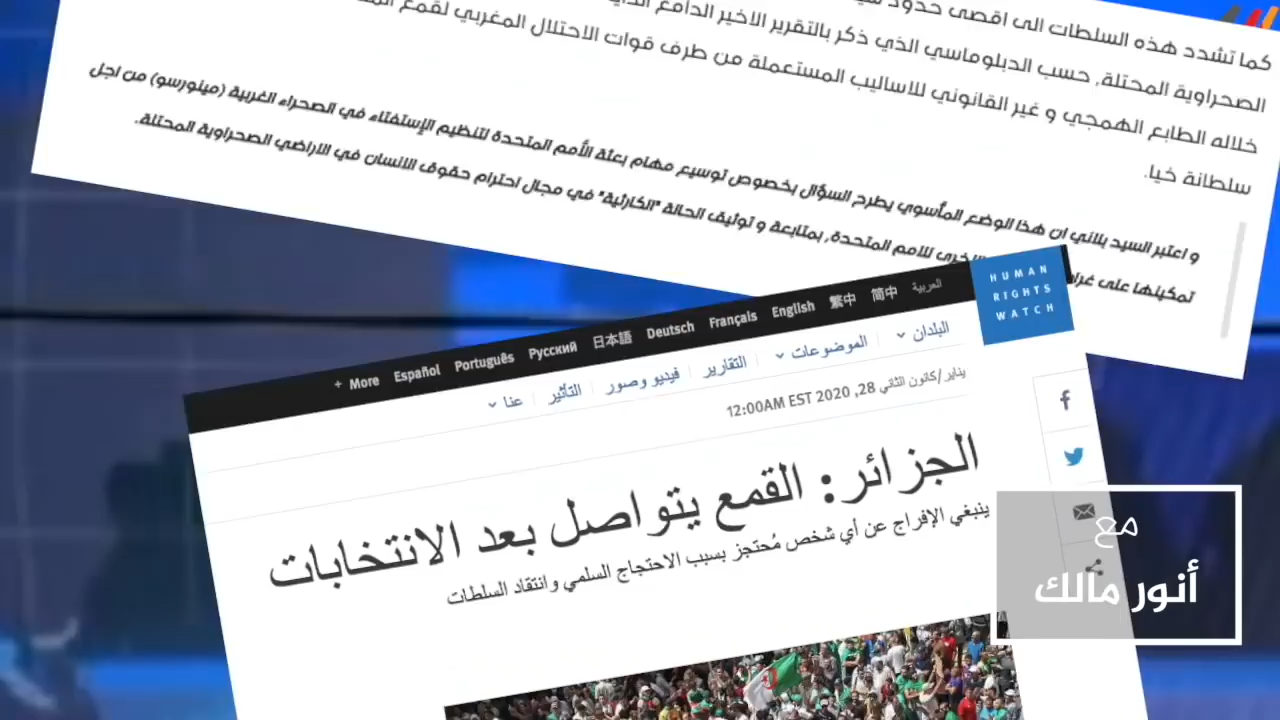 كما تشدد هذه السلطات الى اقصى حدود
الصحراوية المحتلة, حسب الدبلوماسي الذي ذكر بالتقرير الاخير الدامغ
خلاله الطابع الهمجي و غير القانوني للاساليب المستعملة من طرف قوات الاحتلال المغربي لقمع
سلطانة خيا.
و اعتبر السيد بلاني ان هذا الوضع المأسوي يطرح السؤال بخصوص توسيع مهام بعثة الأمم المتحدة لتنظيم الإستفتاء في الصحراء الغربية (مينورسو) من اجل
تمكينها على للامم المتحدة, بمتابعة و توثيق الحالة "الكارثية" في مجال احترام حقوق الانسان في الاراضي الصحراوية المحتلة.
HUMAN
RIGHTS
WATCH
العربية 简中 繁中 English Français Deutsch 日本語 Русский Português Español More +
البلدان الموضوعات التقارير فيديو وصور التأثير عنا
يناير/كانون الثاني 28, 2020 12:00AM EST
الجزائر: القمع يتواصل بعد الانتخابات
ينبغي الإفراج عن أي شخص مُحتجز بسبب الاحتجاج السلمي وانتقاد السلطات
مع
أنور مالك